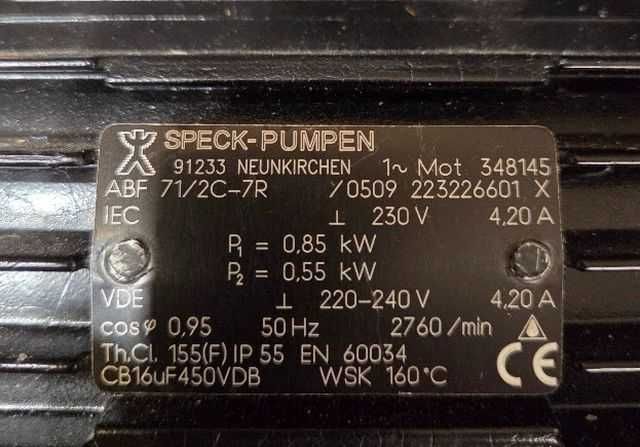 SPECK-PUMPEN
91233 NEUNKIRCHEN 1~ Mot 348145
ABF 71/2C-7R /0509 223226601 X
IEC ⊥ 230 V 4,20 A
P₁ = 0,85 kW
P₂ = 0,55 kW
VDE ⊥ 220-240 V 4,20 A
cosφ 0,95 50 Hz 2760/min
Th.Cl. 155(F) IP 55 EN 60034
CB16uF450VDB WSK 160°C CE